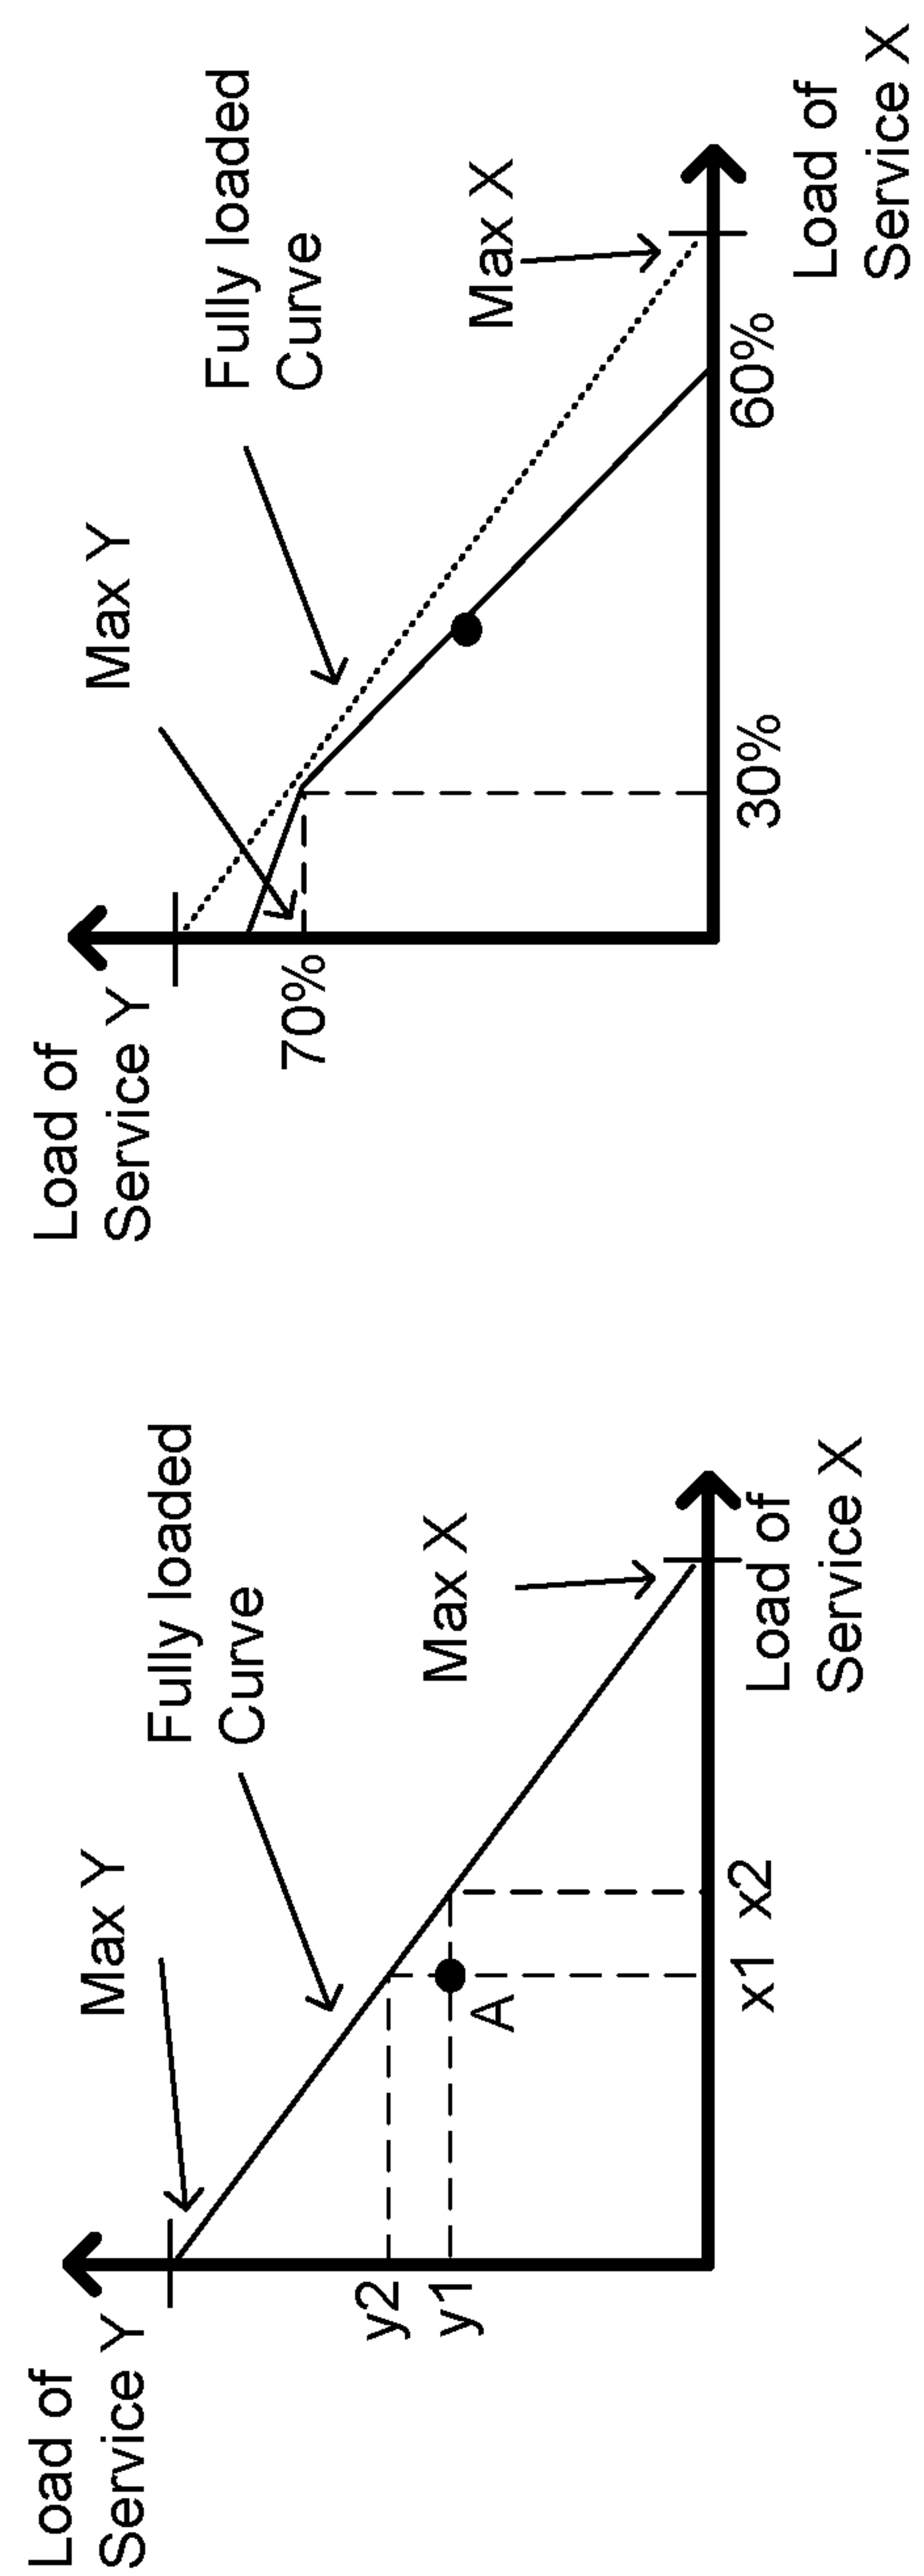 Load of
Service Y
Max Y
Fully loaded
Curve
y2
y1
A
Max X
x1 x2
Load of
Service X
Load of
Service Y
Max Y
Fully loaded
Curve
70%
Max X
30%
60%
Load of
Service X